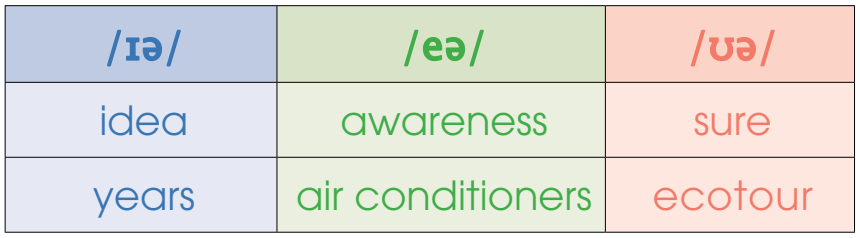 /ɪə/ /eə/ /ʊə/
idea awareness sure
years air conditioners ecotour